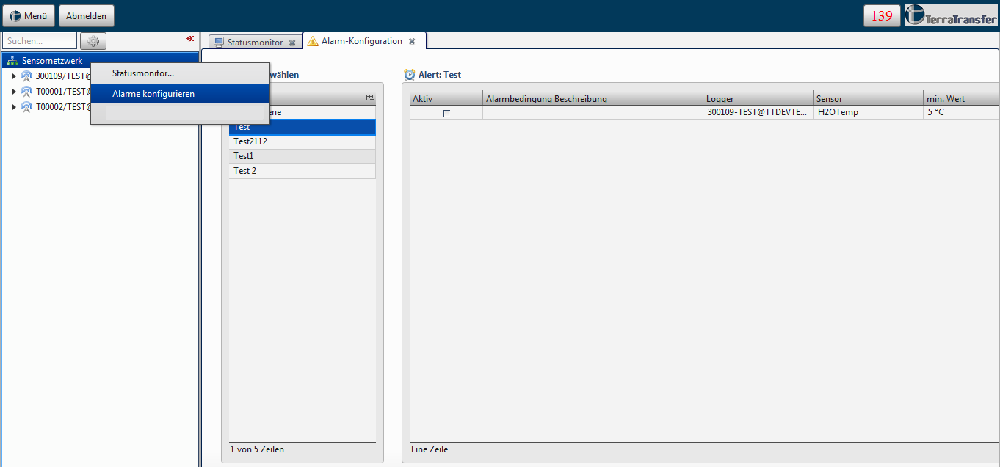 Menü
Abmelden
139
TerraTransfer
Suchen...
Statusmonitor
Alarm-Konfiguration
Sensornetzwerk
300109/TEST@
T00001/TEST@
T00002/TEST@
Statusmonitor...
Alarme konfigurieren
wählen
erie
Test
Test2112
Test1
Test 2
1 von 5 Zeilen
Alert: Test
Aktiv Alarmbedingung Beschreibung Logger Sensor min. Wert
300109-TEST@TTDEVTE... H2OTemp 5 °C
Eine Zeile